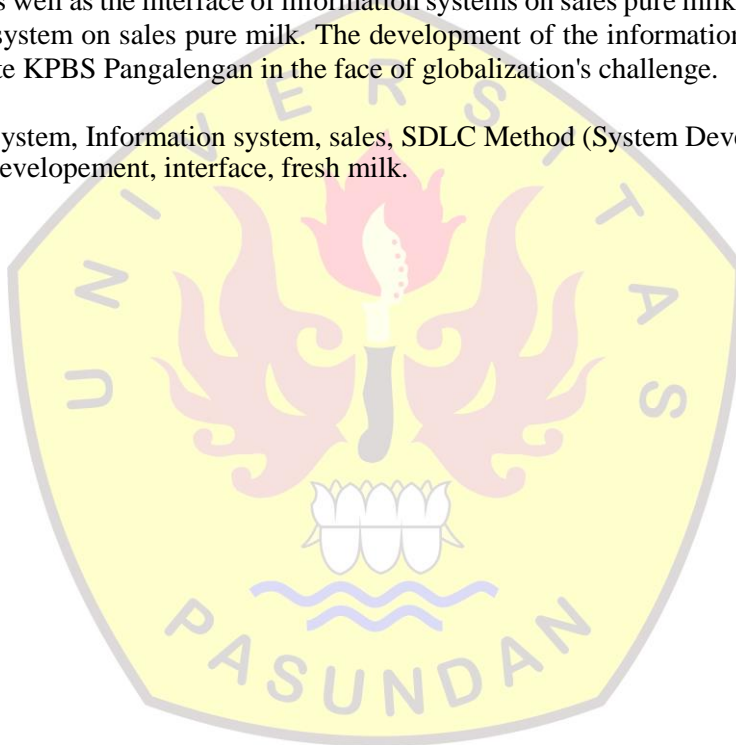 s well as the interface of information systems on sales pure milk
system on sales pure milk. The development of the information
te KPBS Pangalengan in the face of globalization's challenge.
ystem, Information system, sales, SDLC Method (System Deve
evelopement, interface, fresh milk.
UNIVERSITAS
PASUNDAN